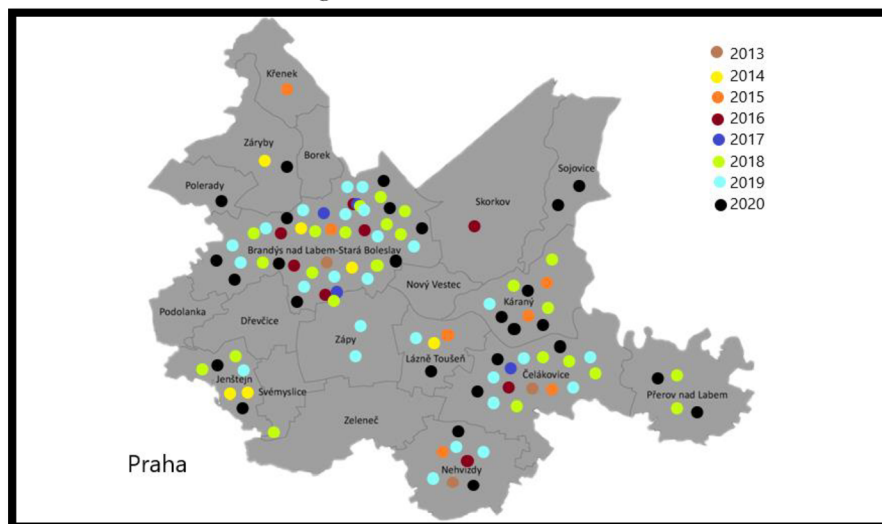 2013
2014
2015
2016
2017
2018
2019
2020
Křenek
Záryby
Borek
Polerady
Sojovice
Skorkov
Brandýs nad Labem-Stará Boleslav
Nový Vestec
Káraný
Podolanka
Dřevčice
Zápy
Lázně Toušeň
Čelákovice
Jenštejn
Svémyslice
Přerov nad Labem
Zeleneč
Praha
Nehvizdy